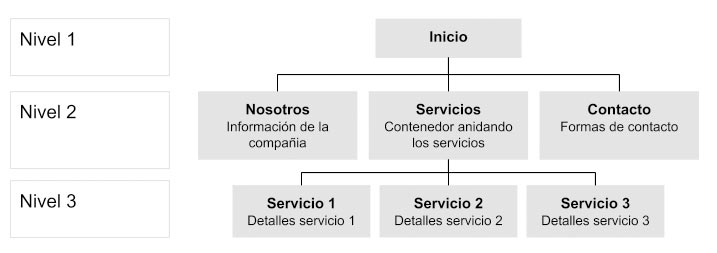 Nivel 1
Inicio
Nivel 2
Nosotros
Información de la
compañia
Servicios
Contenedor anidando
los servicios
Contacto
Formas de contacto
Nivel 3
Servicio 1
Detalles servicio 1
Servicio 2
Detalles servicio 2
Servicio 3
Detalles servicio 3